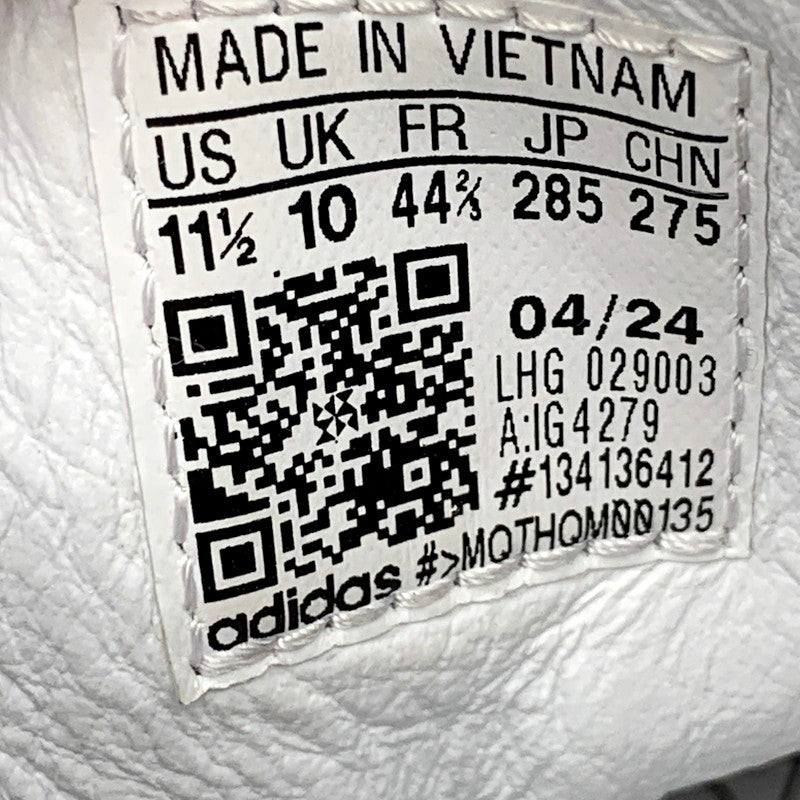 MADE IN VIETNAM
US UK FR JP CHN
11½ 10 44⅔ 285 275
04/24
LHG 029003
A:IG4279
#134136412
#>MQTHQM00135
adidas